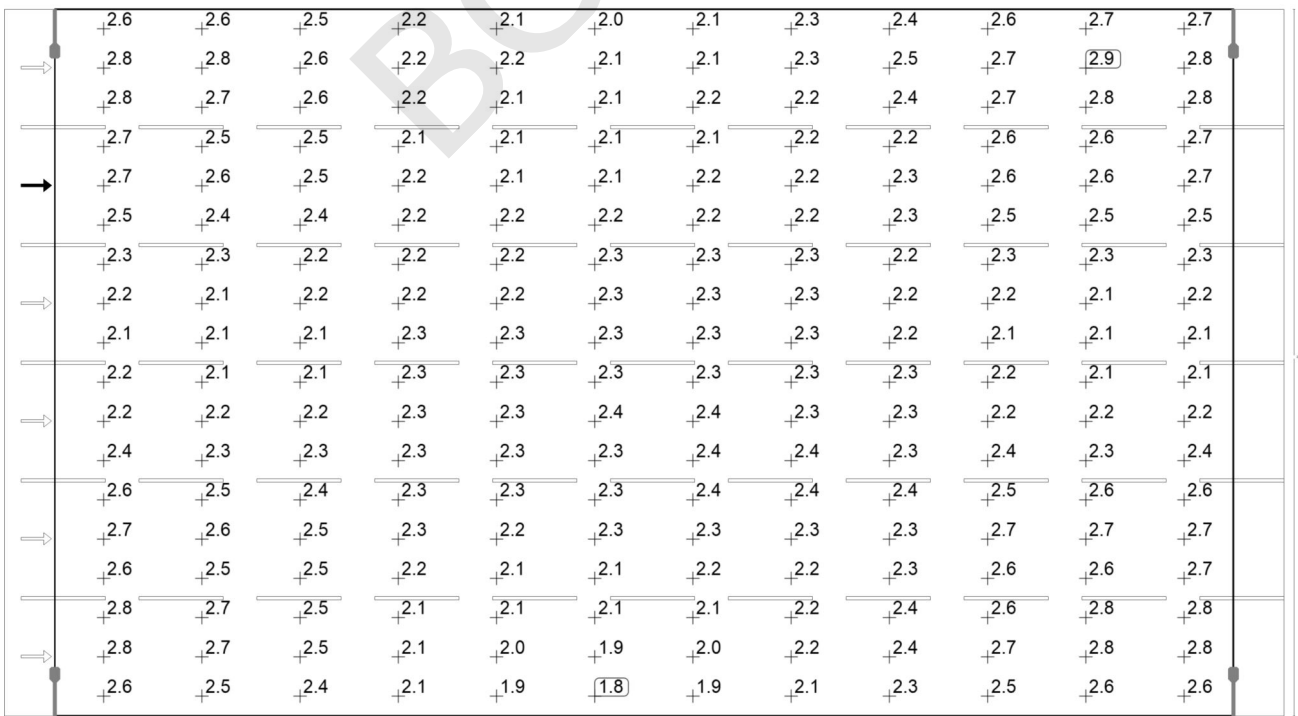 2.6 2.6 2.5 2.2 2.1 2.0 2.1 2.3 2.4 2.6 2.7 2.7
2.8 2.8 2.6 2.2 2.2 2.1 2.1 2.3 2.5 2.7 2.9 2.8
2.8 2.7 2.6 2.2 2.1 2.1 2.2 2.2 2.4 2.7 2.8 2.8
2.7 2.5 2.5 2.1 2.1 2.1 2.1 2.2 2.2 2.6 2.6 2.7
2.7 2.6 2.5 2.2 2.1 2.1 2.2 2.2 2.3 2.6 2.6 2.7
2.5 2.4 2.4 2.2 2.2 2.2 2.2 2.2 2.3 2.5 2.5 2.5
2.3 2.3 2.2 2.2 2.2 2.3 2.3 2.3 2.2 2.3 2.3 2.3
2.2 2.1 2.2 2.2 2.2 2.3 2.3 2.3 2.2 2.2 2.1 2.2
2.1 2.1 2.1 2.3 2.3 2.3 2.3 2.3 2.2 2.1 2.1 2.1
2.2 2.1 2.1 2.3 2.3 2.3 2.3 2.3 2.3 2.2 2.1 2.1
2.2 2.2 2.2 2.3 2.3 2.4 2.4 2.3 2.3 2.2 2.2 2.2
2.4 2.3 2.3 2.3 2.3 2.3 2.4 2.4 2.3 2.4 2.3 2.4
2.6 2.5 2.4 2.3 2.3 2.3 2.4 2.4 2.4 2.5 2.6 2.6
2.7 2.6 2.5 2.3 2.2 2.3 2.3 2.3 2.3 2.7 2.7 2.7
2.6 2.5 2.5 2.2 2.1 2.1 2.2 2.2 2.3 2.6 2.6 2.7
2.8 2.7 2.5 2.1 2.1 2.1 2.1 2.2 2.4 2.6 2.8 2.8
2.8 2.7 2.5 2.1 2.0 1.9 2.0 2.2 2.4 2.7 2.8 2.8
2.6 2.5 2.4 2.1 1.9 1.8 1.9 2.1 2.3 2.5 2.6 2.6